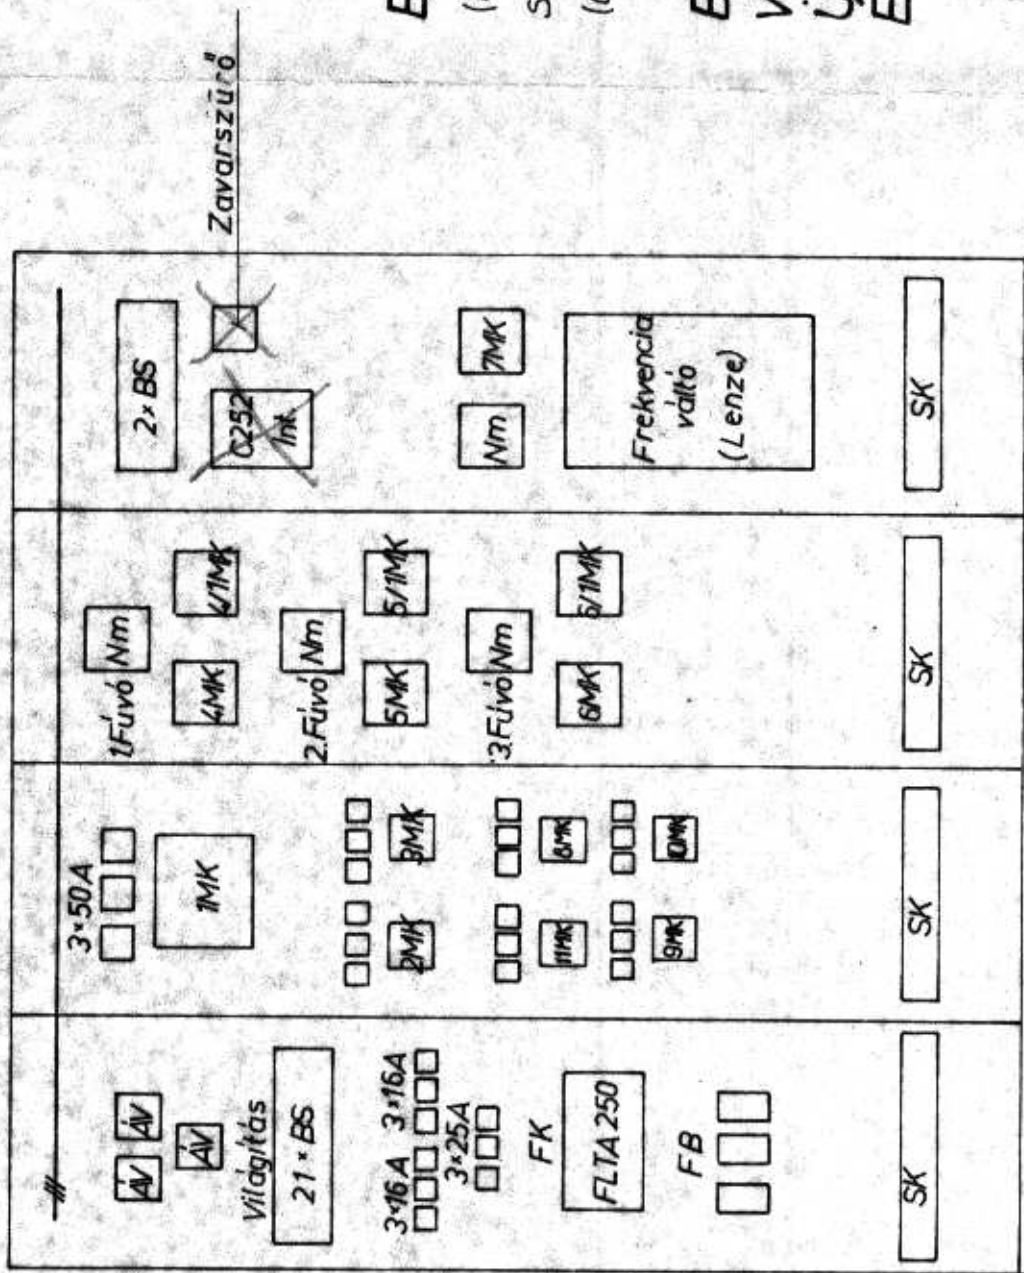 Zavarszűrő
ÁV
ÁV
ÁV
Világítás
21×BS
3×16A 3×16A
3×25A
FK
FLTA 250
FB
SK
3×50A
1MK
2MK
3MK
11MK
8MK
9MK
10MK
SK
1.Fúvó
Nm
4MK
4/1MK
2.Fúvó
Nm
5MK
5/1MK
3.Fúvó
Nm
6MK
6/1MK
SK
2×BS
C252
Int.
Nm
7MK
Frekvencia
váltó
(Lenze)
SK